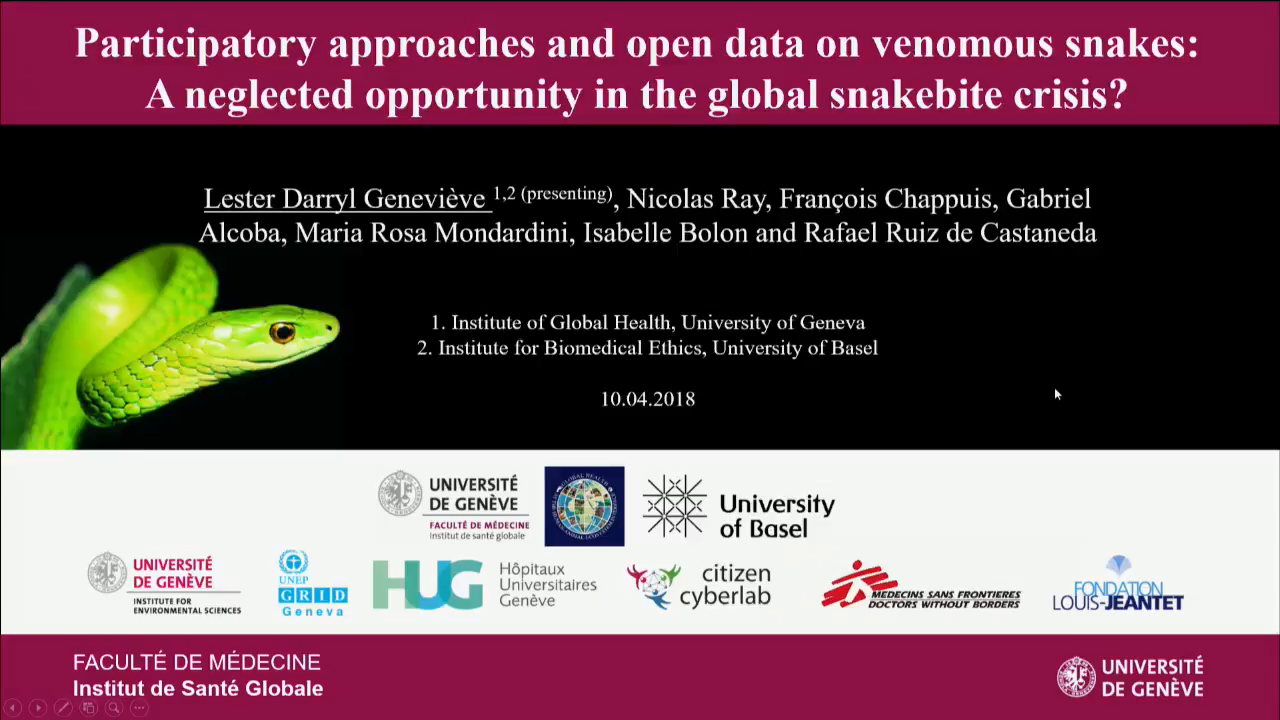 Participatory approaches and open data on venomous snakes:
A neglected opportunity in the global snakebite crisis?
Lester Darryl Geneviève 1,2 (presenting), Nicolas Ray, François Chappuis, Gabriel
Alcoba, Maria Rosa Mondardini, Isabelle Bolon and Rafael Ruiz de Castaneda
1. Institute of Global Health, University of Geneva
2. Institute for Biomedical Ethics, University of Basel
10.04.2018
UNIVERSITÉ
DE GENÈVE
FACULTÉ DE MÉDECINE
Institut de santé globale
University
of Basel
UNIVERSITÉ
DE GENÈVE
INSTITUTE FOR
ENVIRONMENTAL SCIENCES
UNEP
GRID
Geneva
HUG
Hôpitaux
Universitaires
Genève
citizen
cyberlab
MEDECINS SANS FRONTIERES
DOCTORS WITHOUT BORDERS
FONDATION
LOUIS-JEANTET
FACULTÉ DE MÉDECINE
Institut de Santé Globale
UNIVERSITÉ
DE GENÈVE